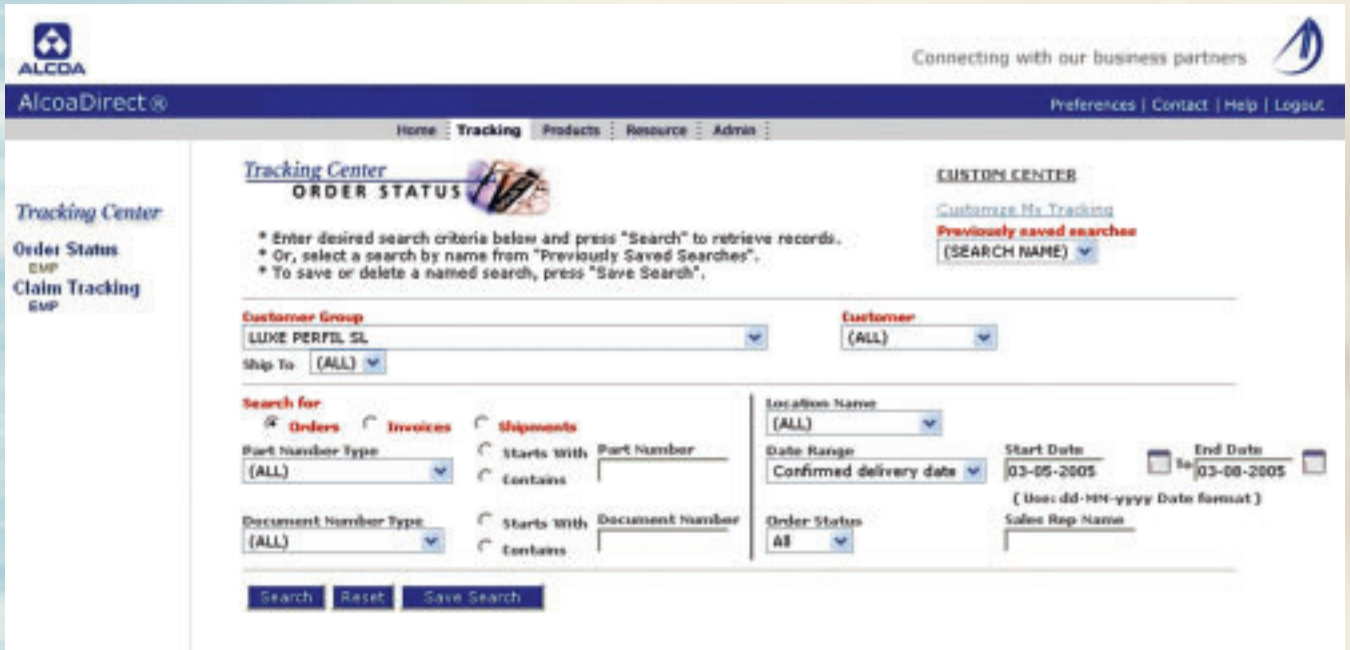 ALCOA
Connecting with our business partners
AlcoaDirect ®
Preferences | Contact | Help | Logout
Home Tracking Products Resource Admin
Tracking Center
ORDER STATUS
CUSTOM CENTER
Customize My Tracking
Previously saved searches
(SEARCH NAME)
Tracking Center
Order Status
EMP
Claim Tracking
EMP
* Enter desired search criteria below and press "Search" to retrieve records.
* Or, select a search by name from "Previously Saved Searches".
* To save or delete a named search, press "Save Search".
Customer Group
LUXE PERFIL SL
Customer
(ALL)
Ship To (ALL)
Search for
Orders Invoices Shipments
Part Number Type
(ALL)
Starts With Part Number
Contains
Document Number Type
(ALL)
Starts With Document Number
Contains
Location Name
(ALL)
Date Range
Confirmed delivery date
Start Date
03-05-2005
To
End Date
03-08-2005
( Use: dd-MM-yyyy Date format )
Order Status
All
Sales Rep Name
Search Reset Save Search